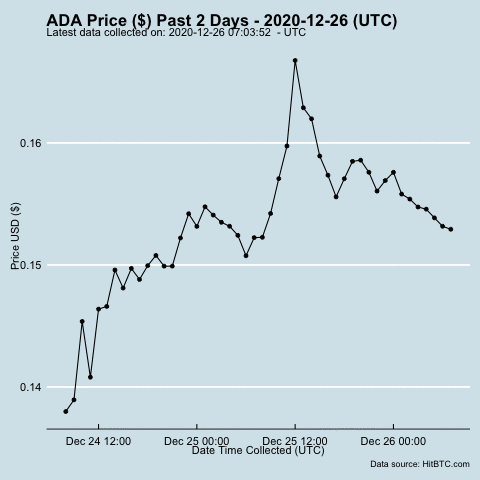 ADA Price ($) Past 2 Days - 2020-12-26 (UTC)
Latest data collected on: 2020-12-26 07:03:52 - UTC
0.16
0.15
0.14
Price USD ($)
Dec 24 12:00 Dec 25 00:00 Dec 25 12:00 Dec 26 00:00
Date Time Collected (UTC)
Data source: HitBTC.com